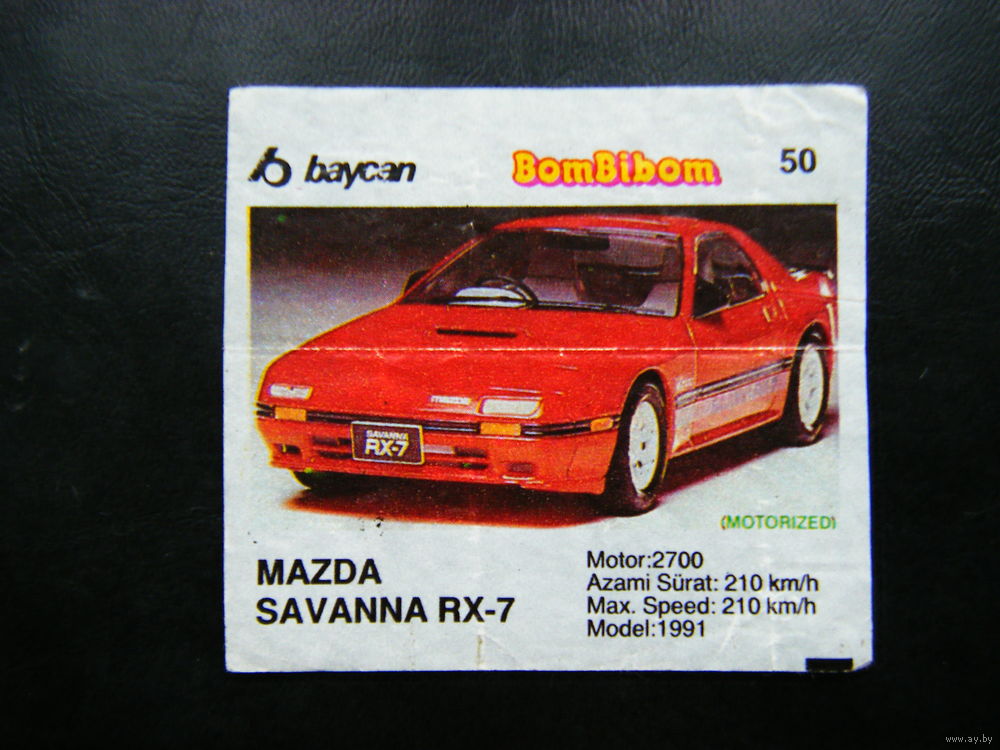 baycan
BomBibom
50
mazda
SAVANNA
RX-7
(MOTORIZED)
MAZDA
SAVANNA RX-7
Motor:2700
Azami Sürat: 210 km/h
Max. Speed: 210 km/h
Model:1991
www.ay.by